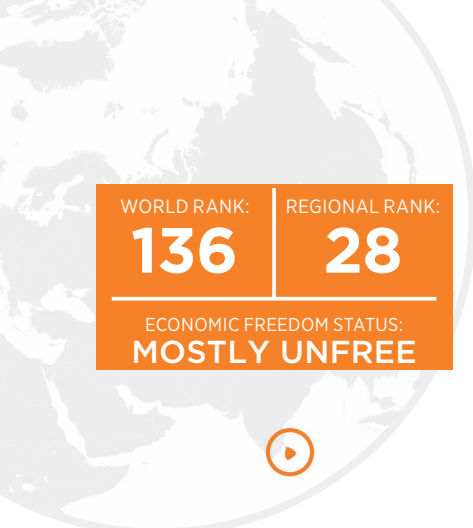 WORLD RANK:
136
REGIONAL RANK:
28
ECONOMIC FREEDOM STATUS:
MOSTLY UNFREE